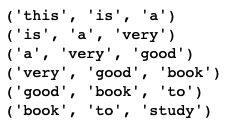 ('this', 'is', 'a')
('is', 'a', 'very')
('a', 'very', 'good')
('very', 'good', 'book')
('good', 'book', 'to')
('book', 'to', 'study')